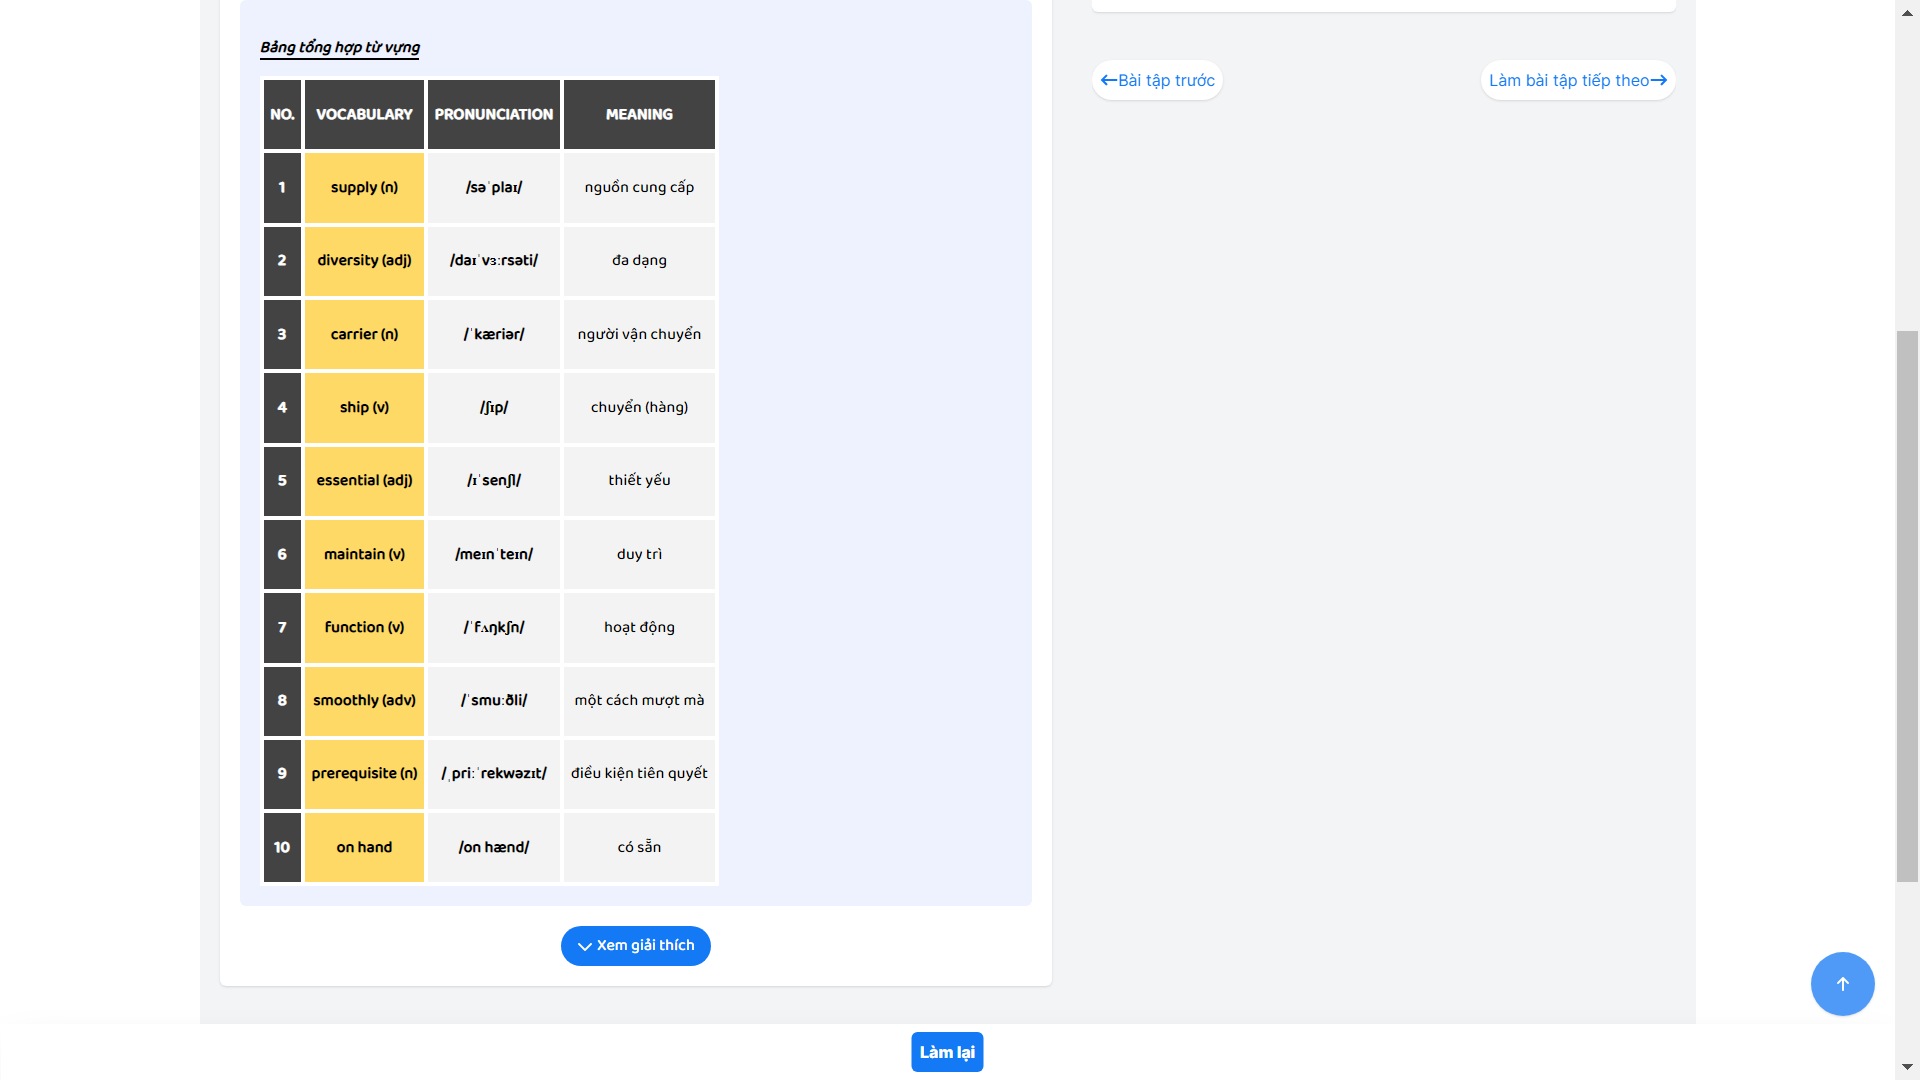 Bảng tổng hợp từ vựng
NO. VOCABULARY PRONUNCIATION MEANING
1 supply (n) /səˈplaɪ/ nguồn cung cấp
2 diversity (adj) /daɪˈvɜːrsəti/ đa dạng
3 carrier (n) /ˈkæriər/ người vận chuyển
4 ship (v) /ʃɪp/ chuyển (hàng)
5 essential (adj) /ɪˈsenʃl/ thiết yếu
6 maintain (v) /meɪnˈteɪn/ duy trì
7 function (v) /ˈfʌŋkʃn/ hoạt động
8 smoothly (adv) /ˈsmuːðli/ một cách mượt mà
9 prerequisite (n) /ˌpriːˈrekwəzɪt/ điều kiện tiên quyết
10 on hand /on hænd/ có sẵn
Xem giải thích
Bài tập trước
Làm bài tập tiếp theo
Làm lại